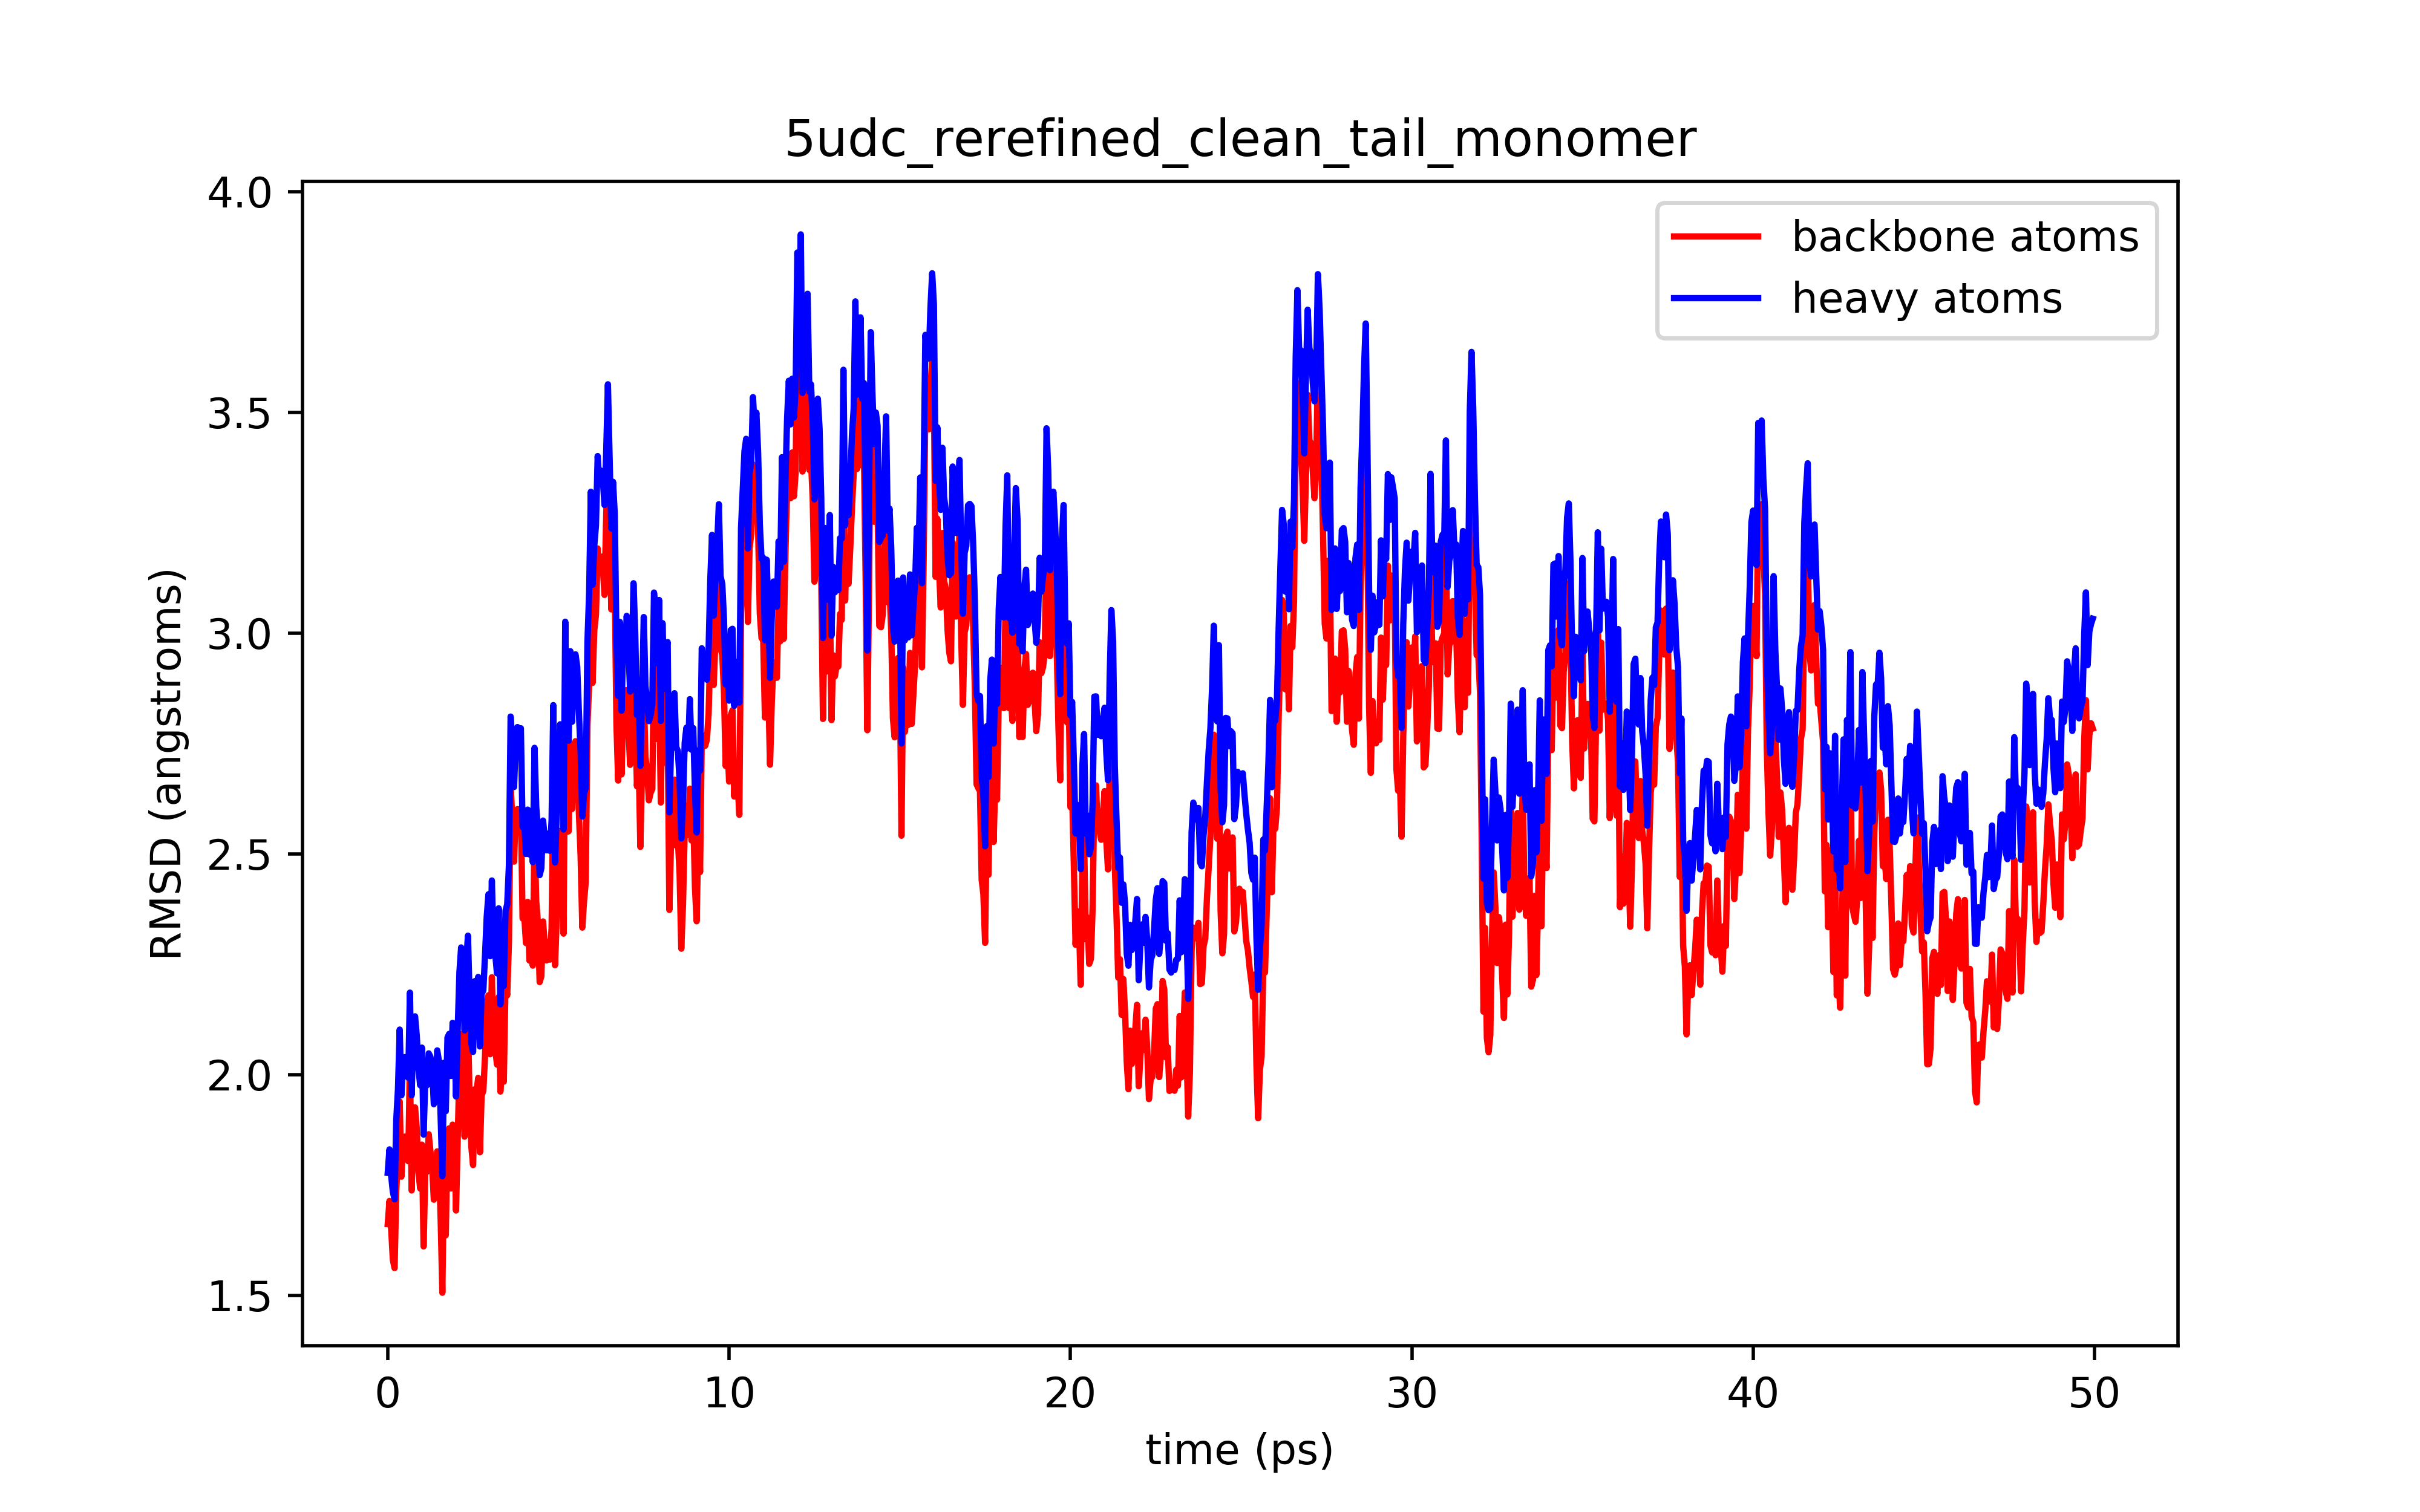 5udc_rerefined_clean_tail_monomer
4.0
3.5
3.0
2.5
2.0
1.5
RMSD (angstroms)
backbone atoms
heavy atoms
0 10 20 30 40 50
time (ps)